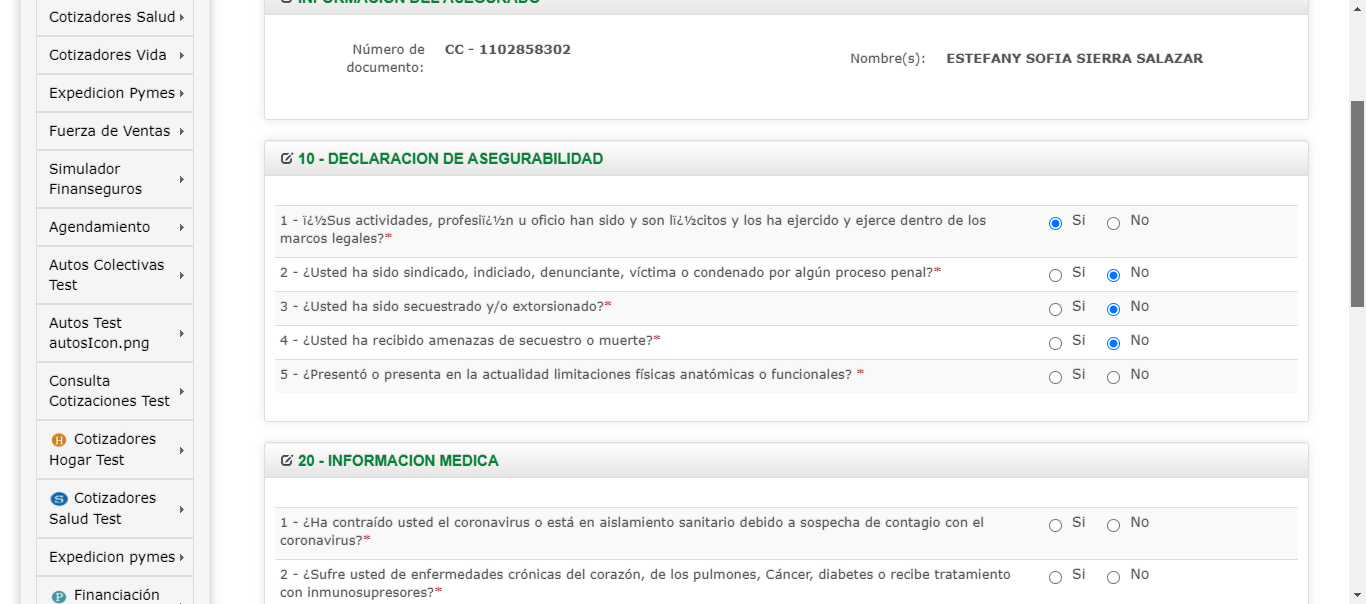 Cotizadores Salud
Cotizadores Vida
Expedicion Pymes
Fuerza de Ventas
Simulador
Finanseguros
Agendamiento
Autos Colectivas
Test
Autos Test
autosIcon.png
Consulta
Cotizaciones Test
H Cotizadores
Hogar Test
S Cotizadores
Salud Test
Expedicion pymes
P Financiación
INFORMACION DEL ASEGURADO
Número de
documento:
CC - 1102858302
Nombre(s):
ESTEFANY SOFIA SIERRA SALAZAR
10 - DECLARACION DE ASEGURABILIDAD
1 - ï¿½Sus actividades, profesiï¿½n u oficio han sido y son lï¿½citos y los ha ejercido y ejerce dentro de los
marcos legales?*
Si No
2 - ¿Usted ha sido sindicado, indiciado, denunciante, víctima o condenado por algún proceso penal?*
Si No
3 - ¿Usted ha sido secuestrado y/o extorsionado?*
Si No
4 - ¿Usted ha recibido amenazas de secuestro o muerte?*
Si No
5 - ¿Presentó o presenta en la actualidad limitaciones físicas anatómicas o funcionales? *
Si No
20 - INFORMACION MEDICA
1 - ¿Ha contraído usted el coronavirus o está en aislamiento sanitario debido a sospecha de contagio con el
coronavirus?*
Si No
2 - ¿Sufre usted de enfermedades crónicas del corazón, de los pulmones, Cáncer, diabetes o recibe tratamiento
con inmunosupresores?*
Si No